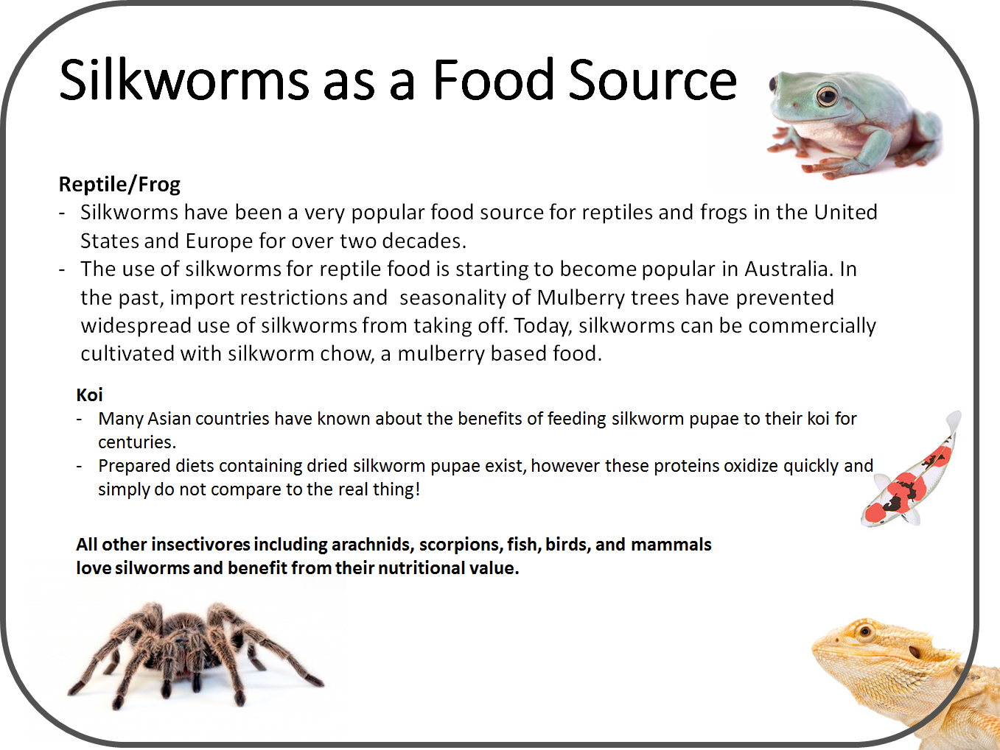 Silkworms as a Food Source
Reptile/Frog
- Silkworms have been a very popular food source for reptiles and frogs in the United
States and Europe for over two decades.
- The use of silkworms for reptile food is starting to become popular in Australia. In
the past, import restrictions and  seasonality of Mulberry trees have prevented
widespread use of silkworms from taking off. Today, silkworms can be commercially
cultivated with silkworm chow, a mulberry based food.
Koi
- Many Asian countries have known about the benefits of feeding silkworm pupae to their koi for
centuries.
- Prepared diets containing dried silkworm pupae exist, however these proteins oxidize quickly and
simply do not compare to the real thing!
All other insectivores including arachnids, scorpions, fish, birds, and mammals
love silworms and benefit from their nutritional value.